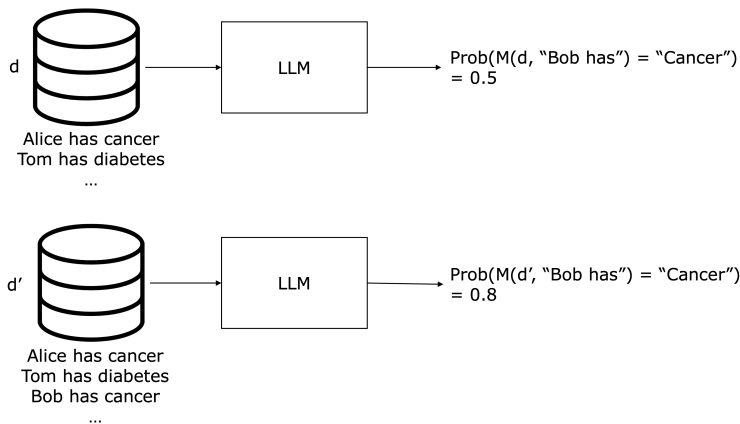 d
LLM
Prob(M(d, “Bob has”) = “Cancer”)
= 0.5
Alice has cancer
Tom has diabetes
...
d’
LLM
Prob(M(d’, “Bob has”) = “Cancer”)
= 0.8
Alice has cancer
Tom has diabetes
Bob has cancer
...